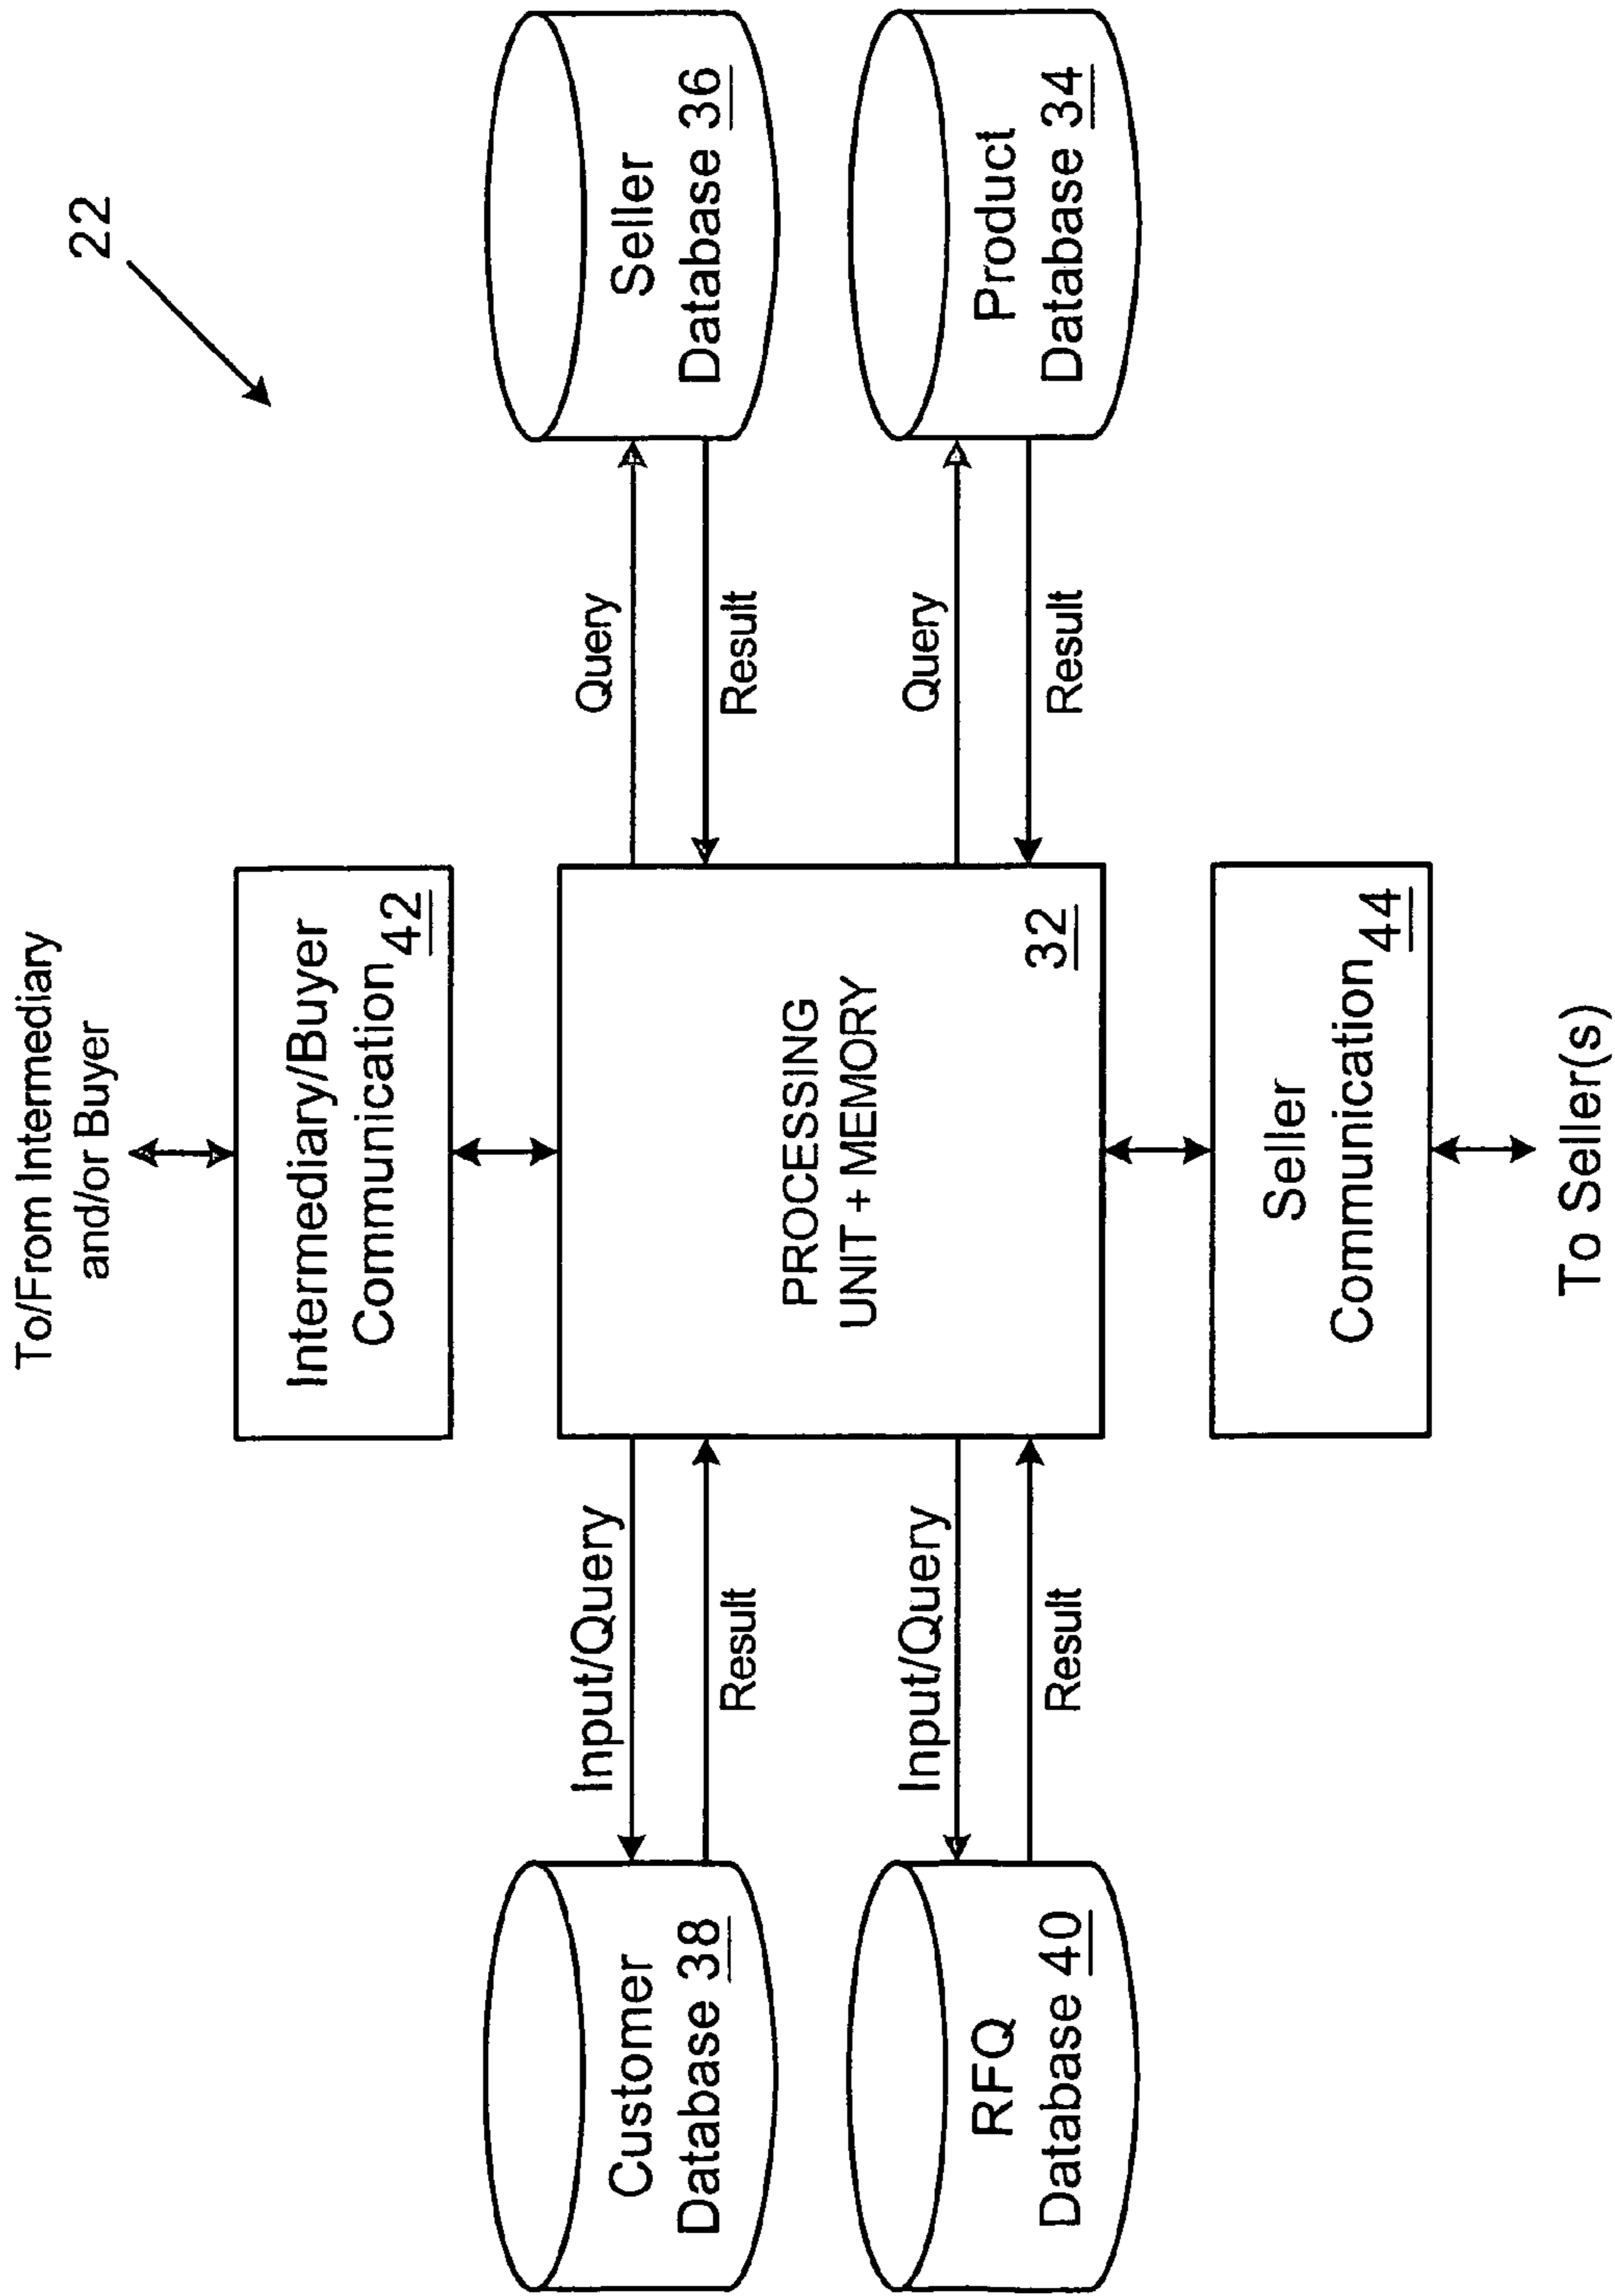 22
To/From Intermediary
and/or Buyer
Intermediary/Buyer
Communication 42
Customer
Database 38
Input/Query
Result
PROCESSING
UNIT + MEMORY
32
Query
Result
Seller
Database 36
RFQ
Database 40
Input/Query
Result
Query
Result
Product
Database 34
Seller
Communication 44
To Seller(s)